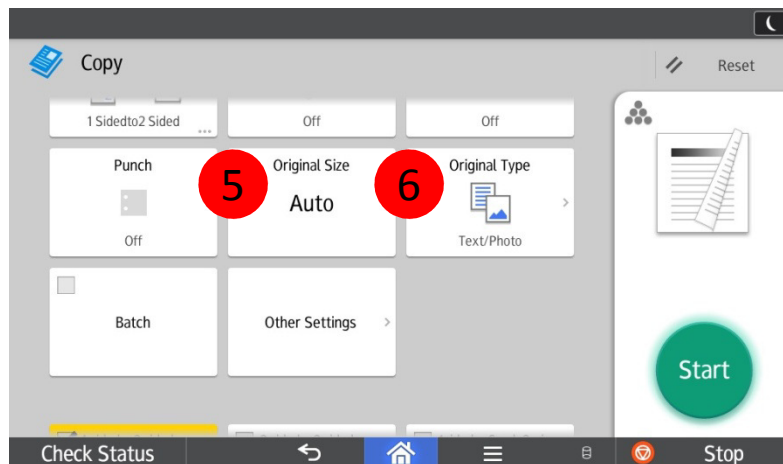 Copy
Reset
1 Sidedto2 Sided
...
Off
Off
Punch
Off
5
Original Size
Auto
6
Original Type
Text/Photo
Batch
Other Settings
Start
Check Status
Stop